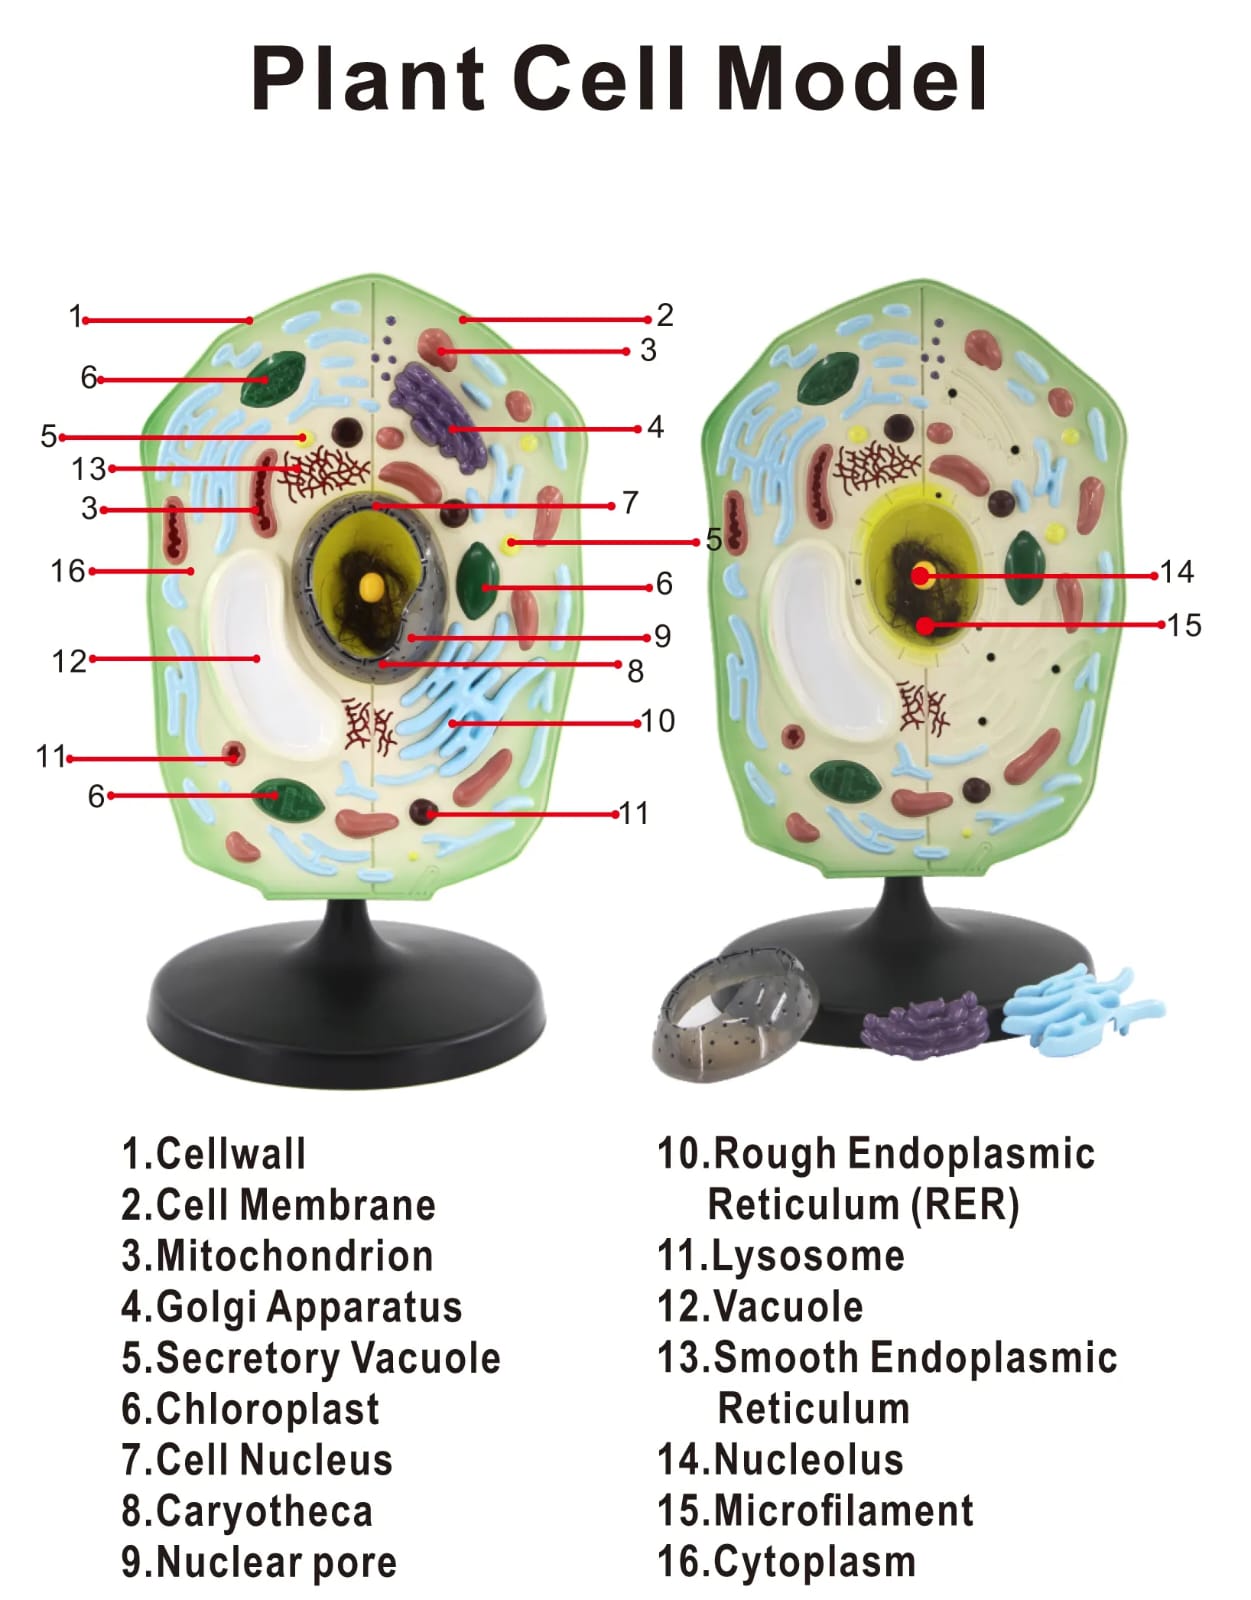 Plant Cell Model
1
2
3
6
4
5
13
3
7
5
16
6
14
9
15
12
8
10
11
6
11
1.Cellwall
2.Cell Membrane
3.Mitochondrion
4.Golgi Apparatus
5.Secretory Vacuole
6.Chloroplast
7.Cell Nucleus
8.Caryotheca
9.Nuclear pore
10.Rough Endoplasmic
Reticulum (RER)
11.Lysosome
12.Vacuole
13.Smooth Endoplasmic
Reticulum
14.Nucleolus
15.Microfilament
16.Cytoplasm